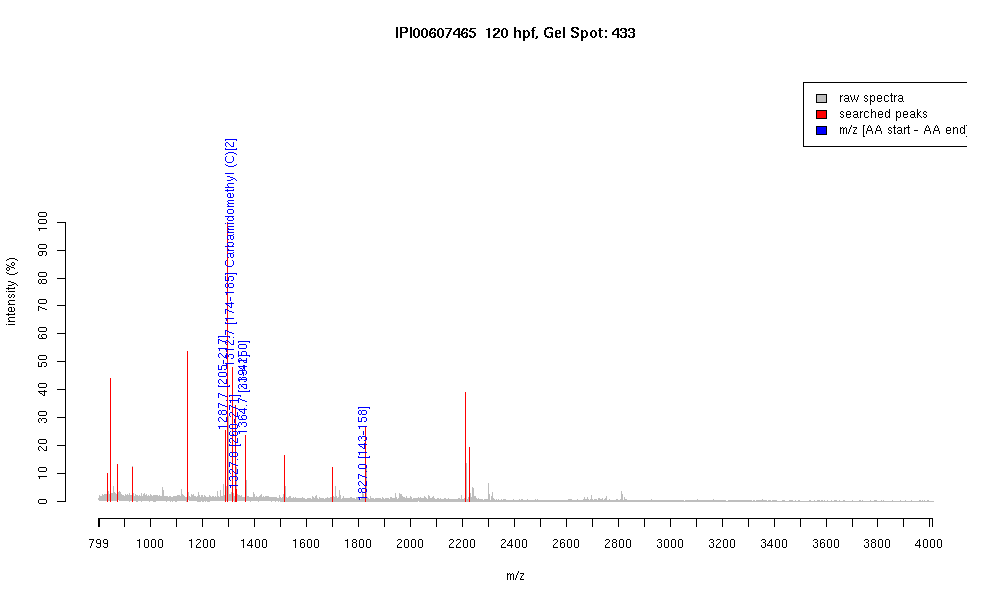 IPI00607465 120 hpf, Gel Spot: 433
raw spectra
searched peaks
m/z [AA start - AA end]
intensity (%)
100
90
80
70
60
50
40
30
20
10
0
1287.7 [205-217]
1312.7 [174-185] Carbamidomethyl (C)[2]
1327.0 [260-271]
1364.7
1827.0 [143-158]
799 1000 1200 1400 1600 1800 2000 2200 2400 2600 2800 3000 3200 3400 3600 3800 4000
m/z